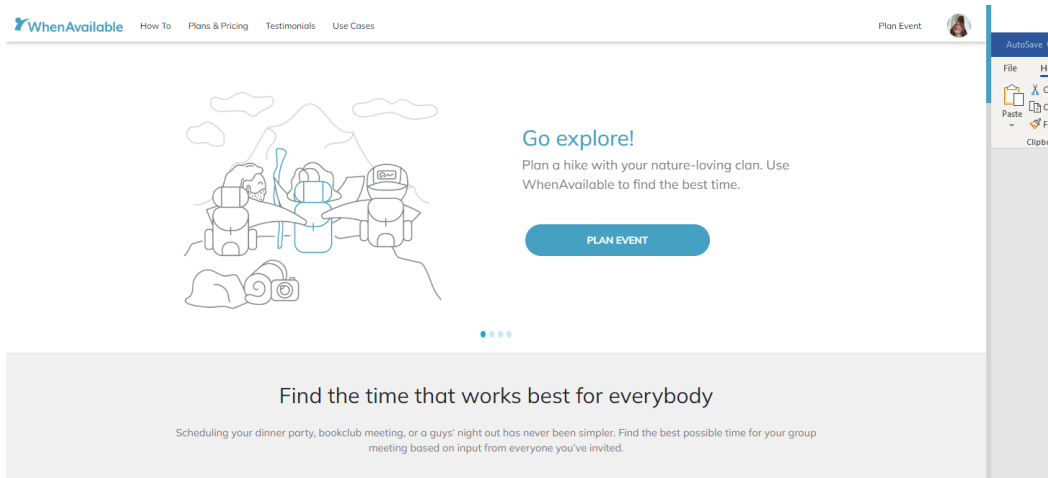 WhenAvailable How To Plans & Pricing Testimonials Use Cases Plan Event
Go explore!
Plan a hike with your nature-loving clan. Use
WhenAvailable to find the best time.
PLAN EVENT
Find the time that works best for everybody
Scheduling your dinner party, bookclub meeting, or a guys' night out has never been simpler. Find the best possible time for your group
meeting based on input from everyone you've invited.
AutoSave
File H
C
Paste C
F
Clipb